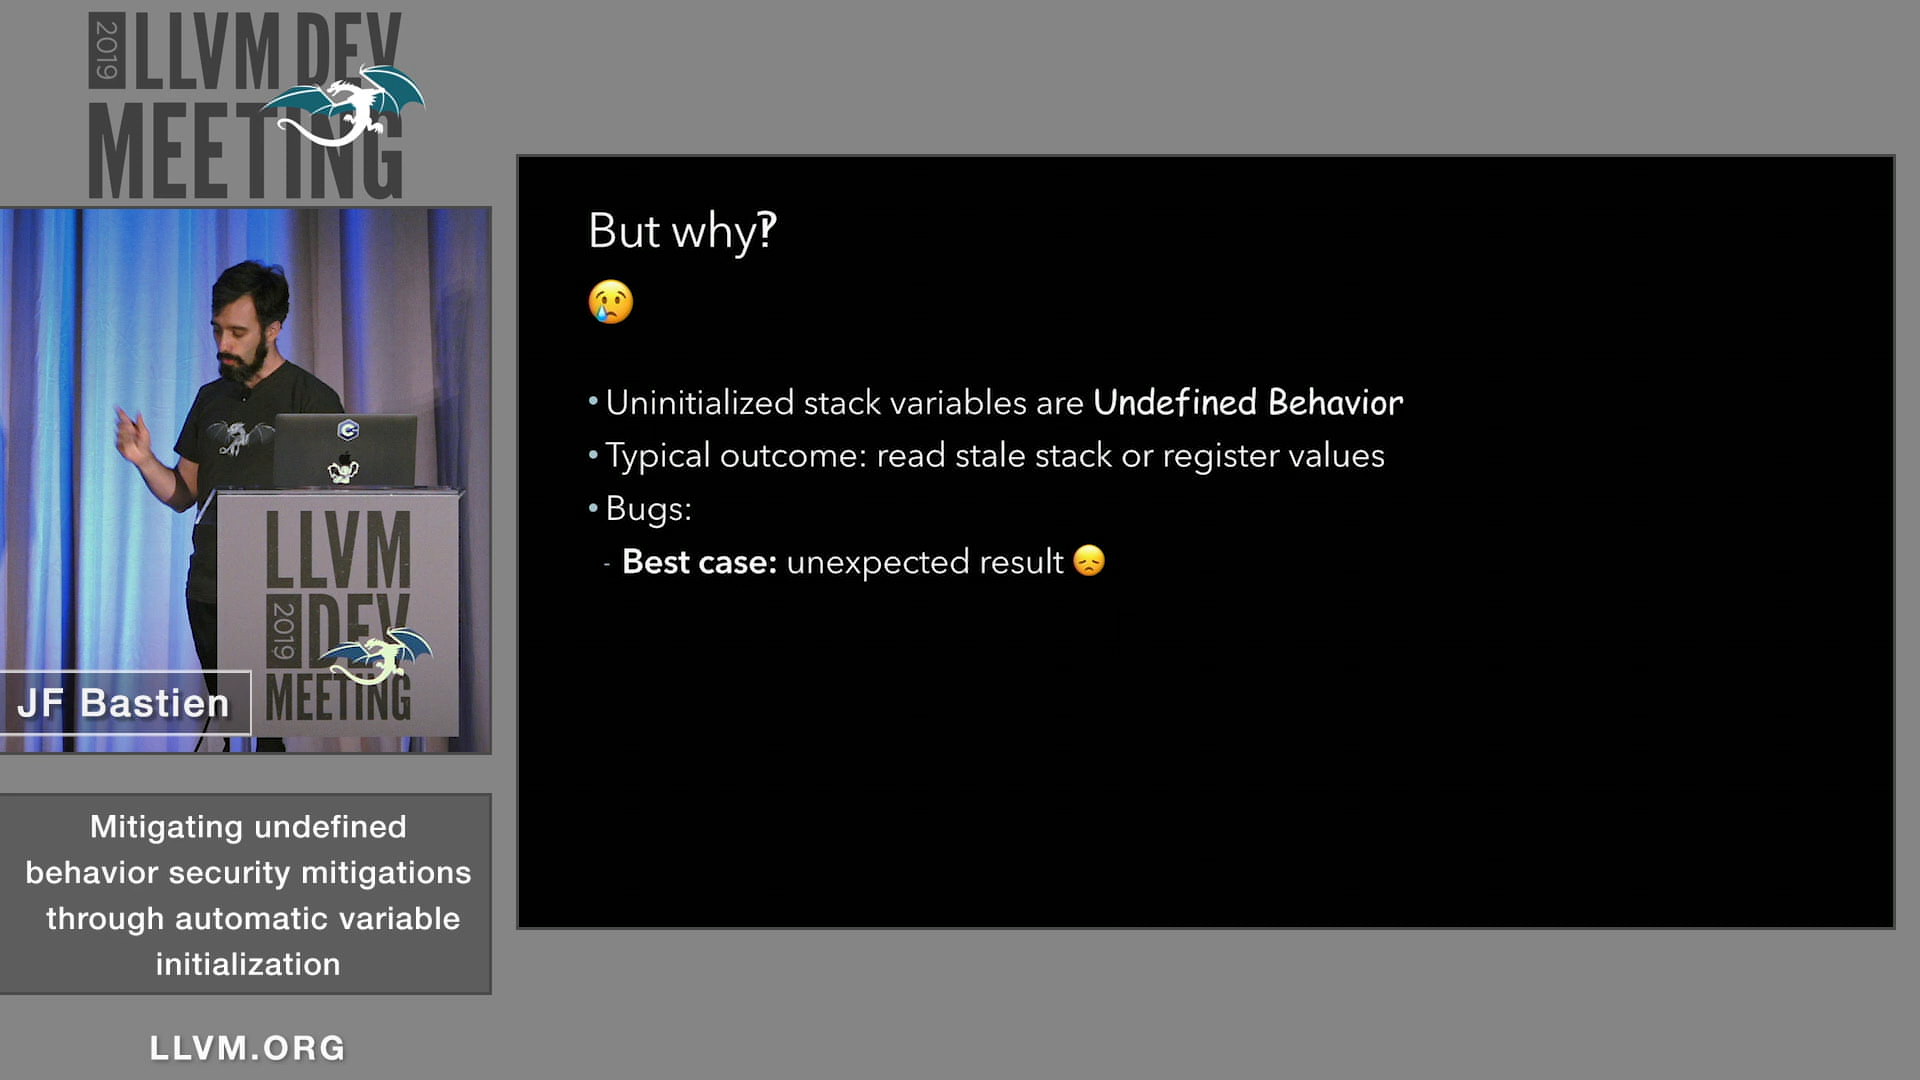 2019 LLVM DEV
MEETING
But why‽
😢
• Uninitialized stack variables are Undefined Behavior
• Typical outcome: read stale stack or register values
• Bugs:
- Best case: unexpected result 😞
LLVM
2019 DEV
MEETING
JF Bastien
Mitigating undefined
behavior security mitigations
through automatic variable
initialization
LLVM.ORG